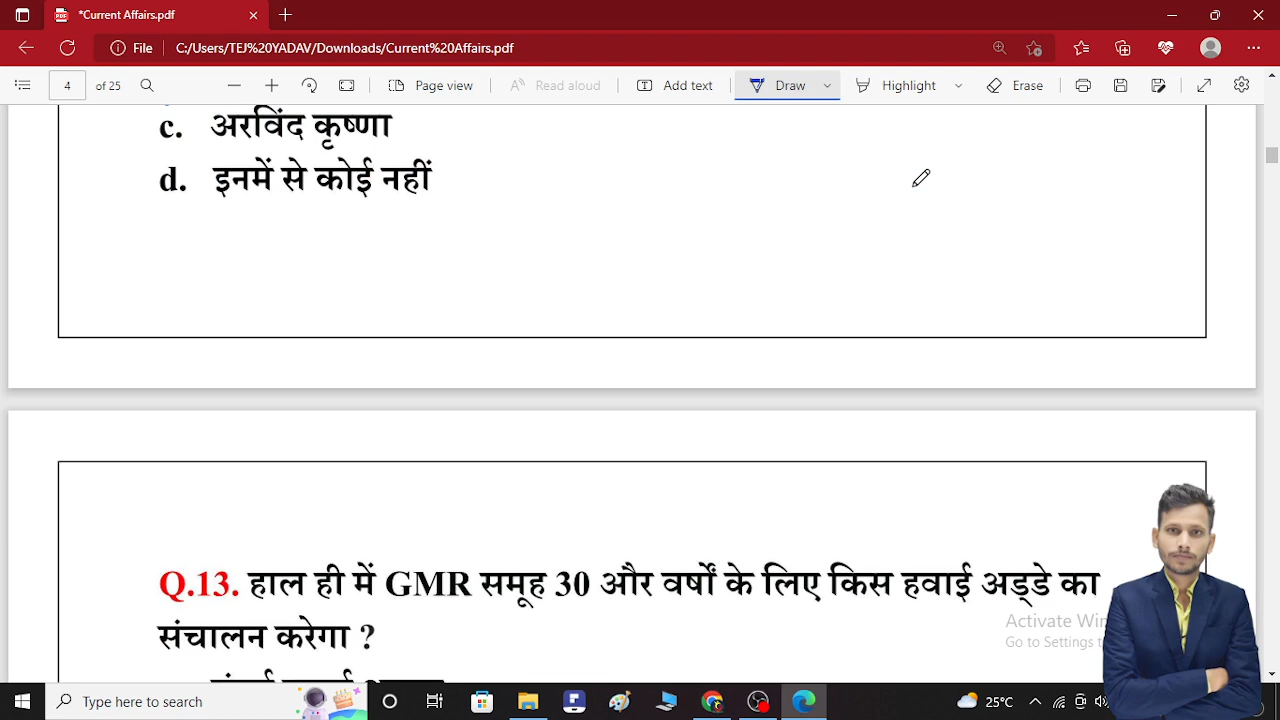 *Current Affairs.pdf
File C:/Users/TEJ%20YADAV/Downloads/Current%20Affairs.pdf
4 of 25 Page view Read aloud Add text Draw Highlight Erase
c. अरविंद कृष्णा
d. इनमें से कोई नहीं
Q.13. हाल ही में GMR समूह 30 और वर्षों के लिए किस हवाई अड्डे का
संचालन करेगा ?
Activate Win
Go to Settings t
Type here to search 25°C